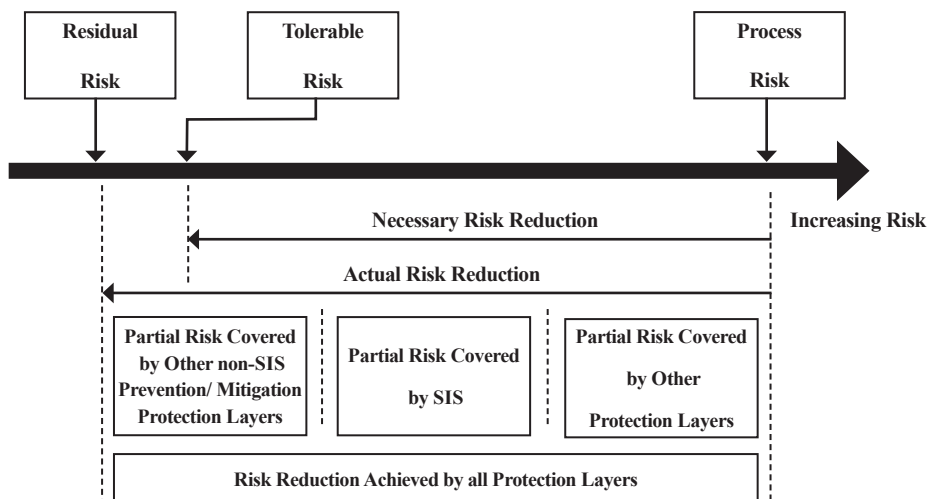 Residual
Risk
Tolerable
Risk
Process
Risk
Necessary Risk Reduction
Increasing Risk
Actual Risk Reduction
Partial Risk Covered
by Other non-SIS
Prevention/ Mitigation
Protection Layers
Partial Risk Covered
by SIS
Partial Risk Covered
by Other
Protection Layers
Risk Reduction Achieved by all Protection Layers